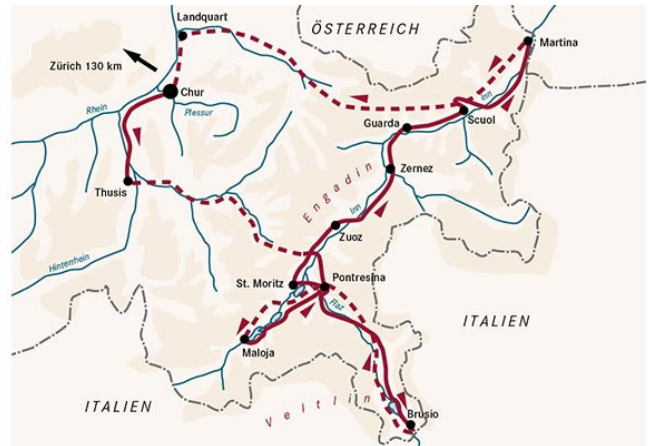 Landquart
ÖSTERREICH
Martina
Zürich 130 km
Chur
Inn
Rhein
Plessur
Guarda
Scuol
Zernez
Thusis
Engadin
Inn
Zuoz
Hinterrhein
St. Moritz
Pontresina
Flaz
ITALIEN
Maloja
ITALIEN
Veltlin
Brusio